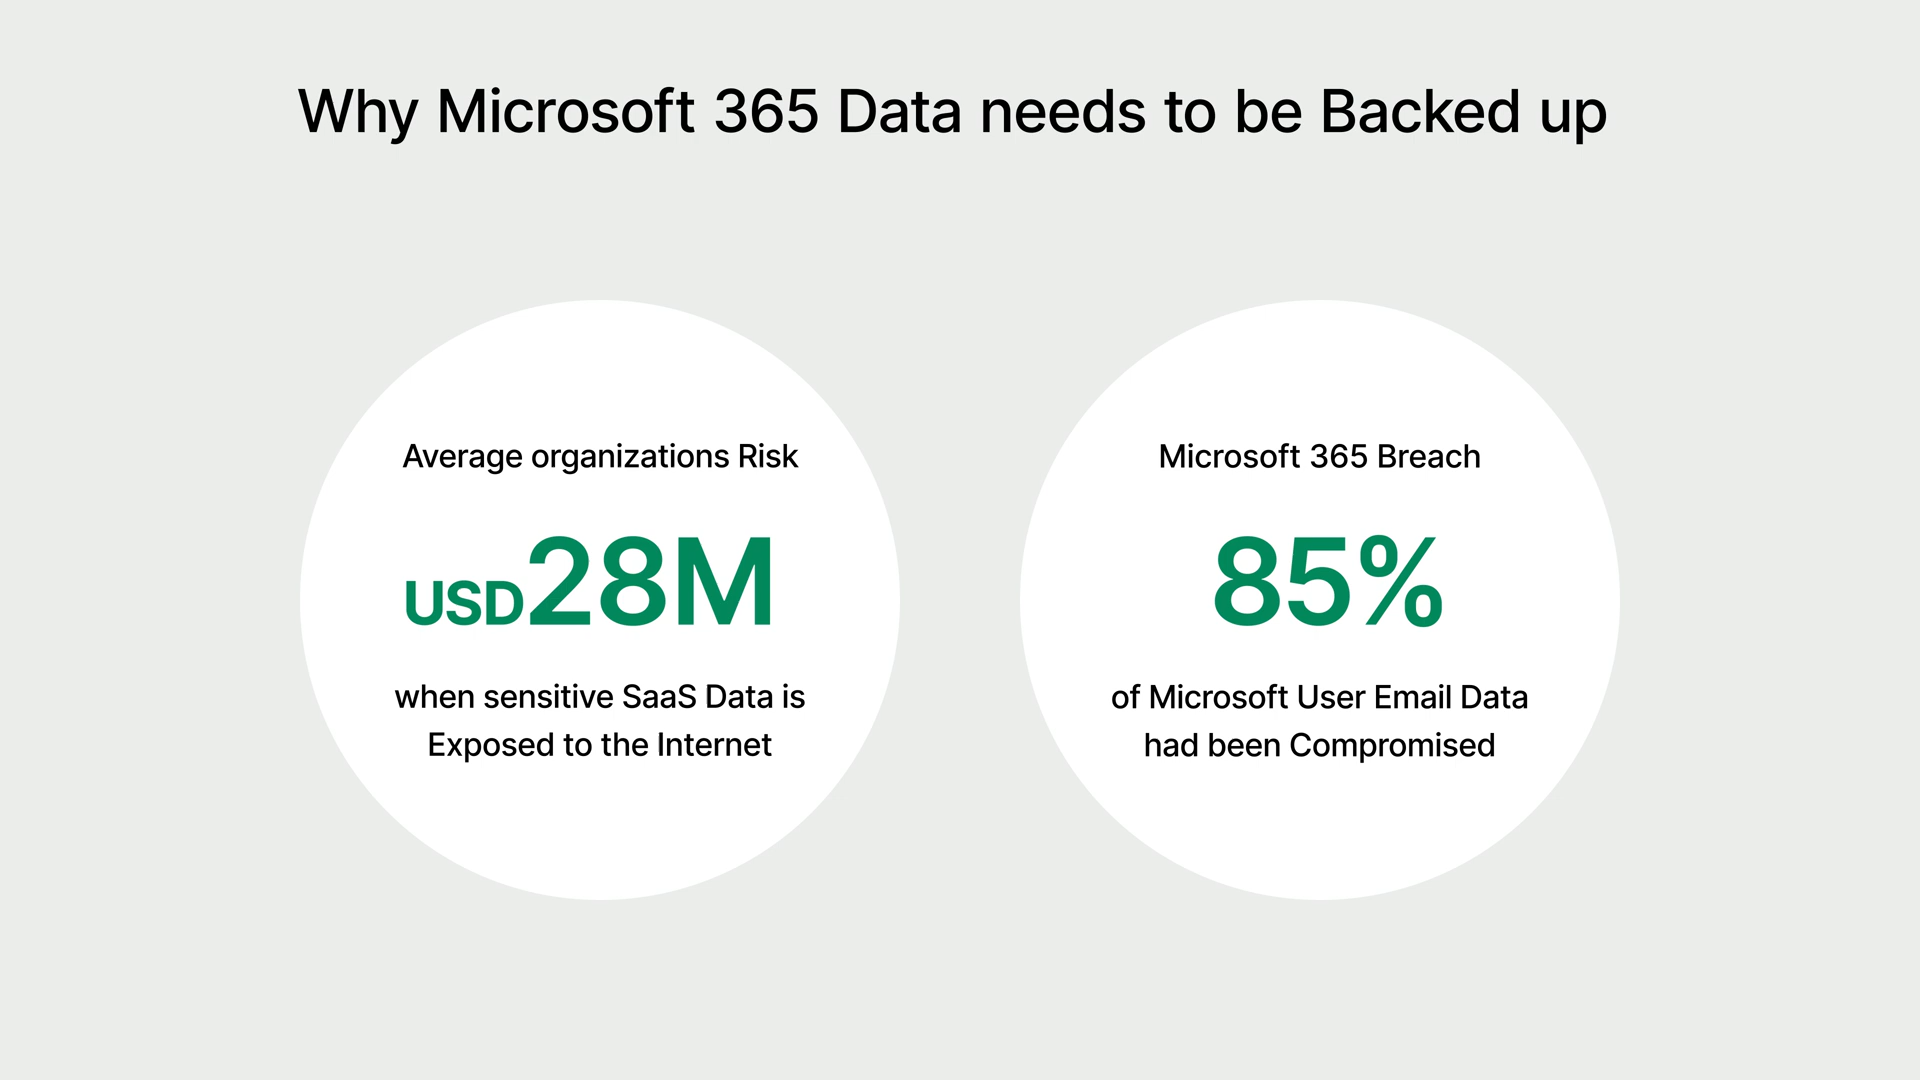 Why Microsoft 365 Data needs to be Backed up
Average organizations Risk
USD28M
when sensitive SaaS Data is
Exposed to the Internet
Microsoft 365 Breach
85%
of Microsoft User Email Data
had been Compromised